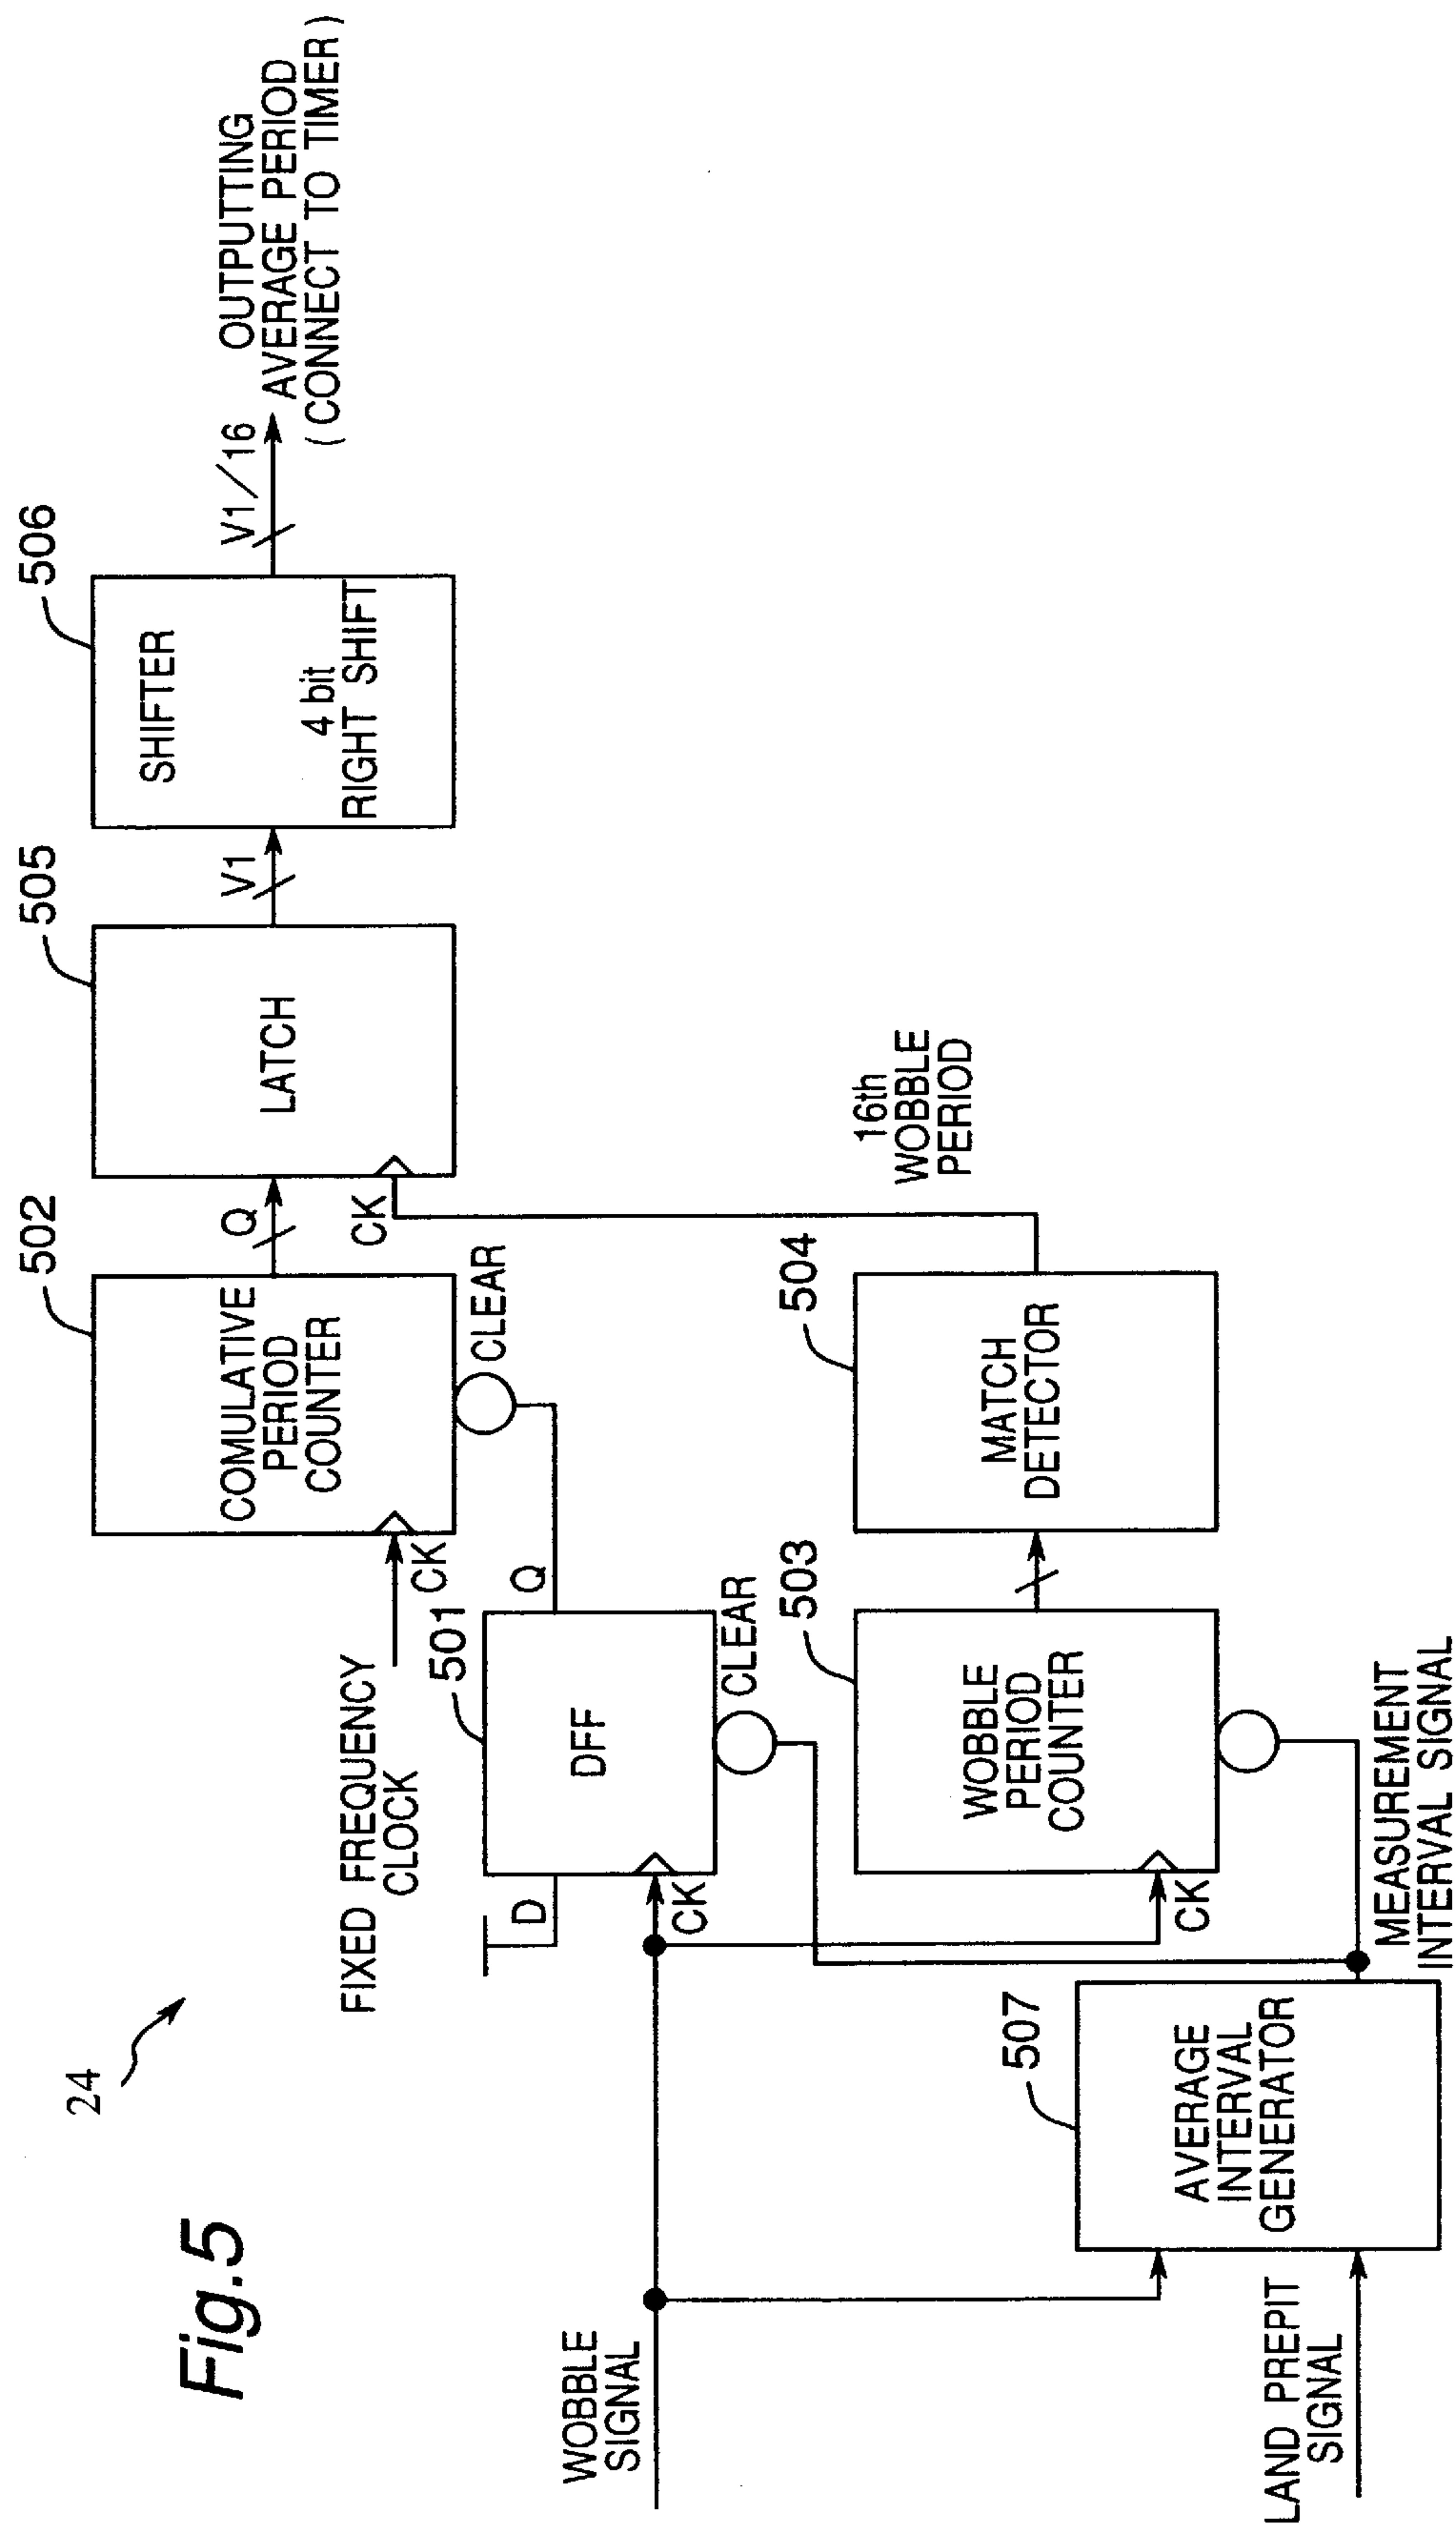 Fig.5
24
WOBBLE
SIGNAL
LAND PREPIT
SIGNAL
507
AVERAGE
INTERVAL
GENERATOR
MEASUREMENT
INTERVAL SIGNAL
FIXED FREQUENCY
CLOCK
D
CK
501
DFF
Q
CLEAR
CK
503
WOBBLE
PERIOD
COUNTER
504
MATCH
DETECTOR
16th
WOBBLE
PERIOD
CK
502
COMULATIVE
PERIOD
COUNTER
CLEAR
Q
CK
505
LATCH
V1
506
SHIFTER
4 bit
RIGHT SHIFT
V1/16
OUTPUTTING
AVERAGE PERIOD
(CONNECT TO TIMER)